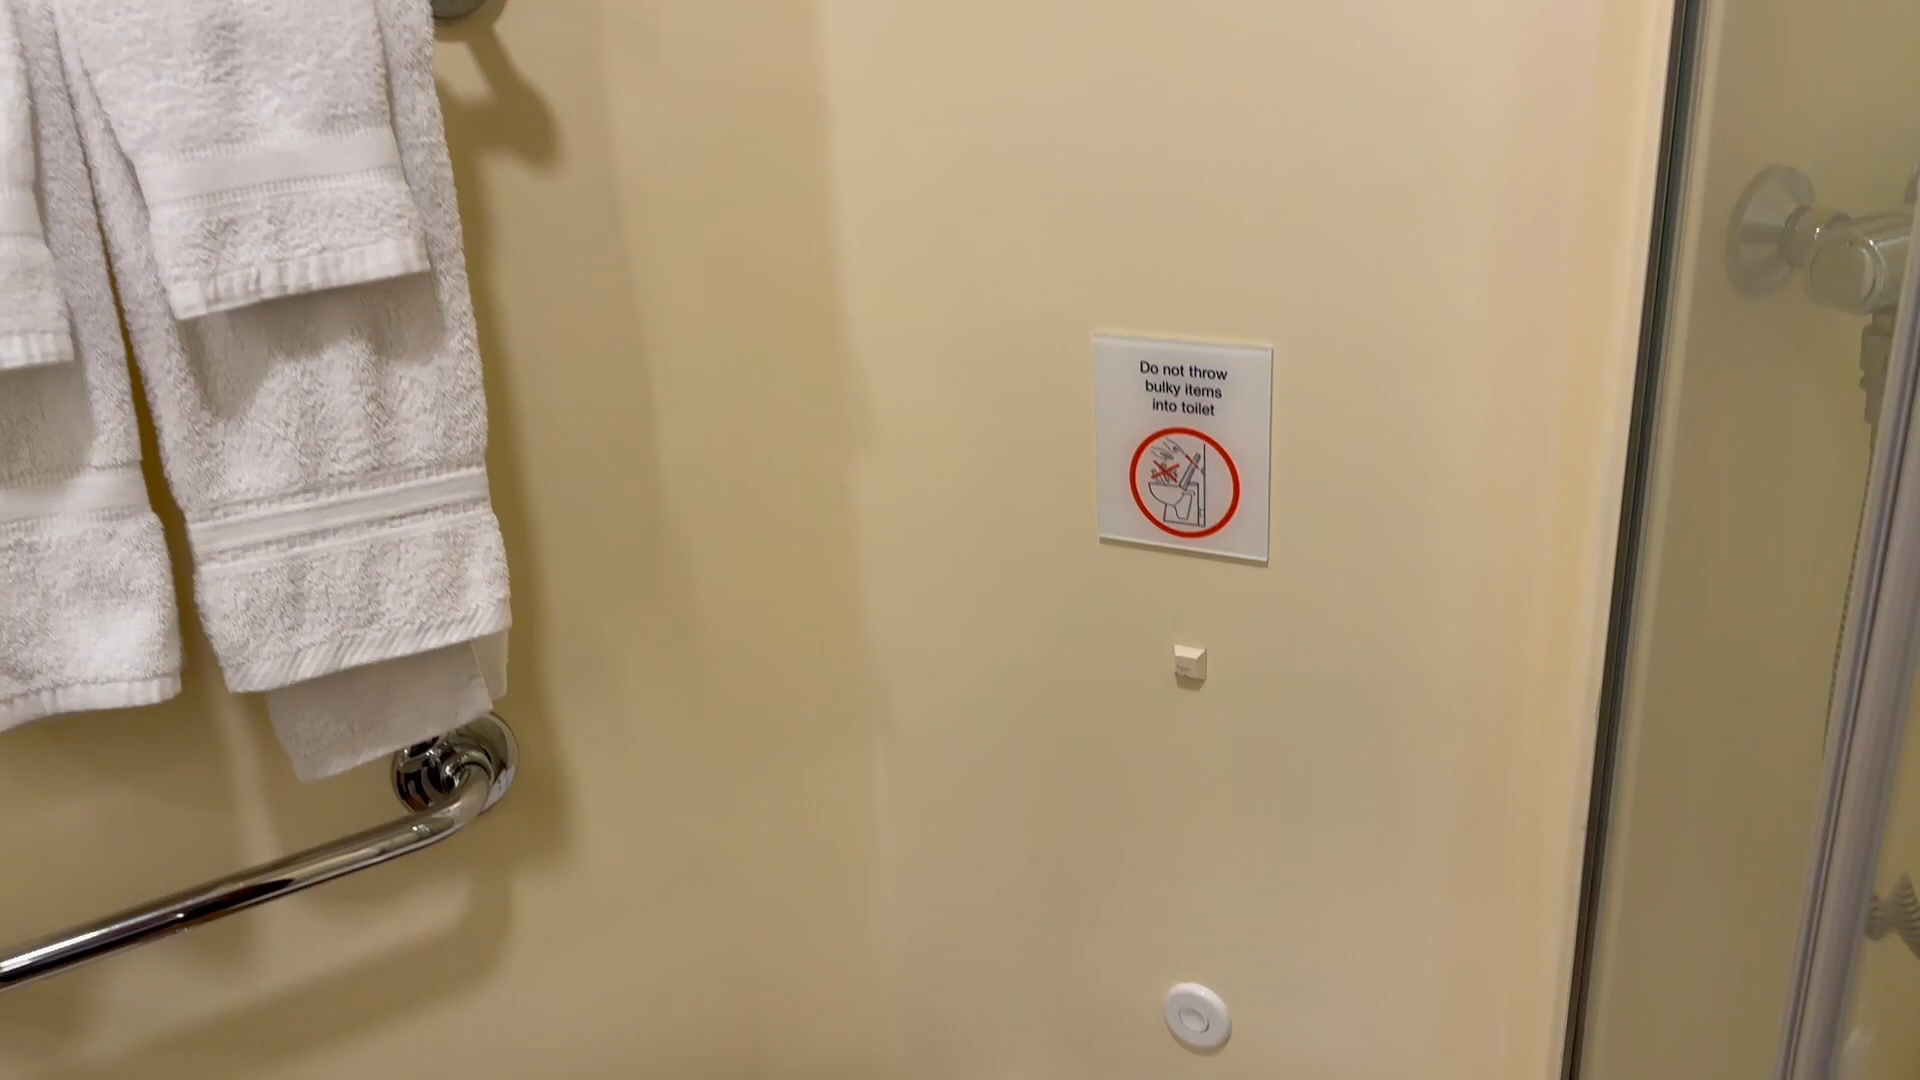 Do not throw
bulky items
into toilet